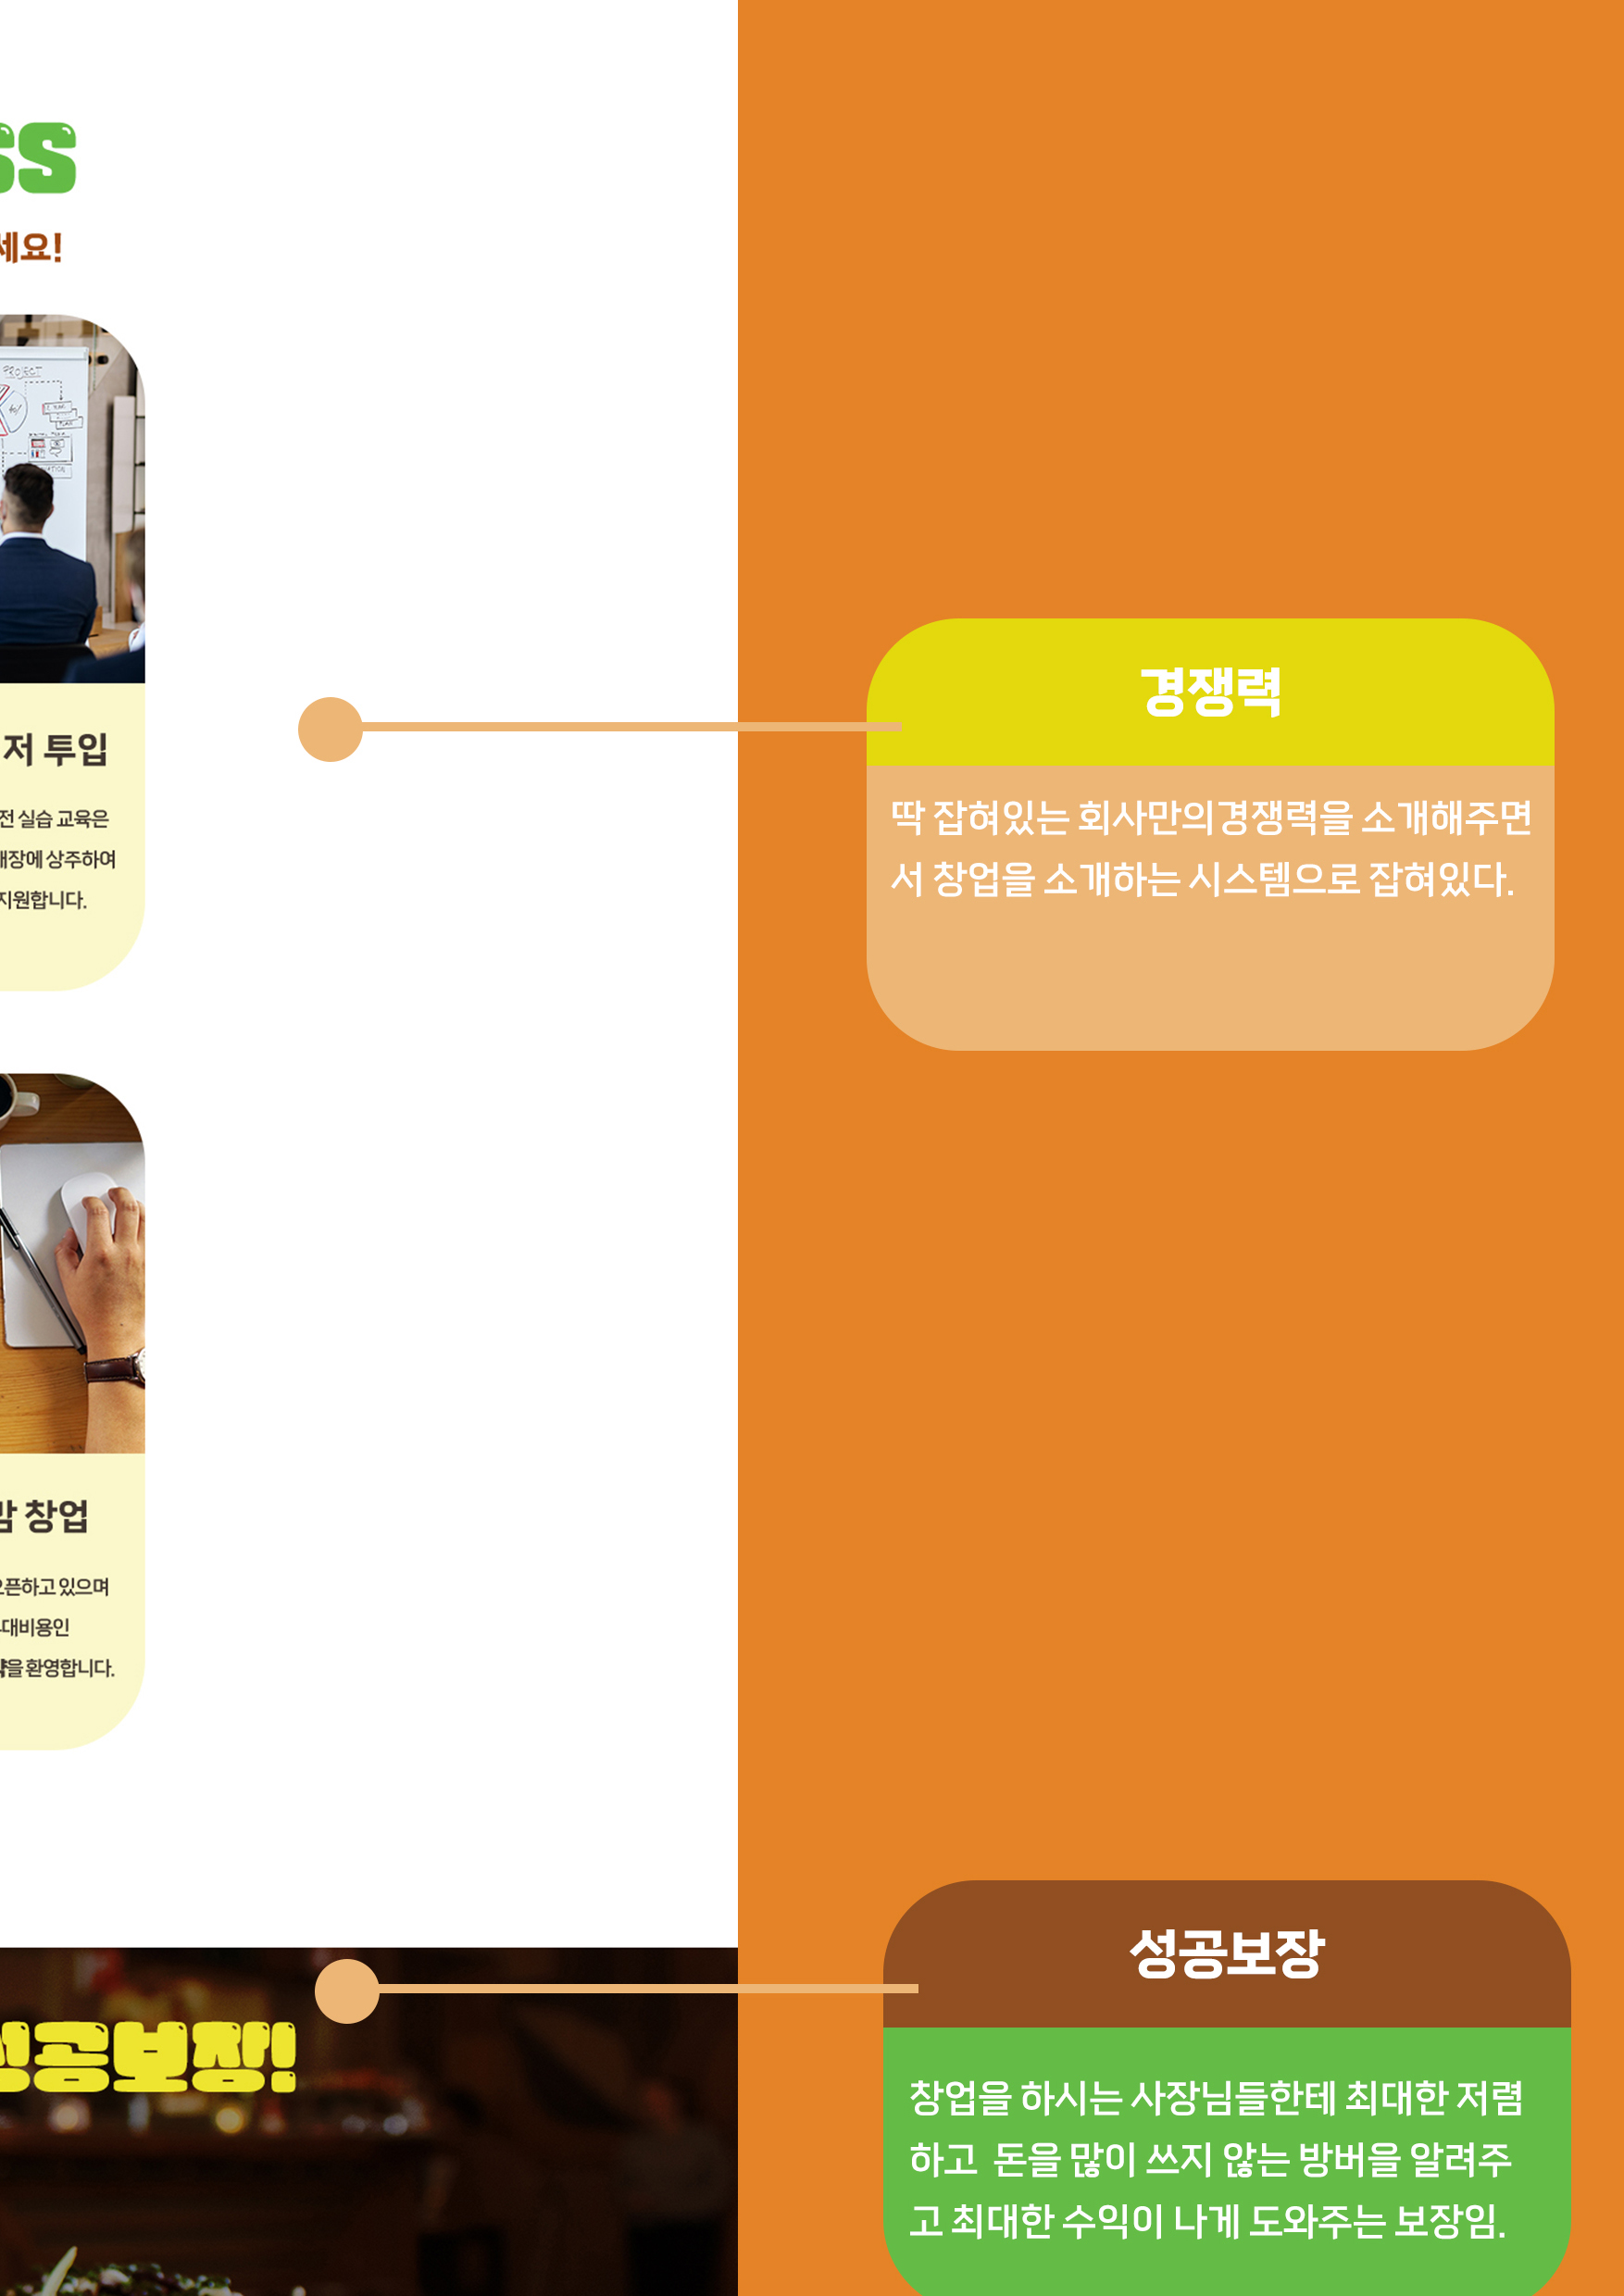 세요!
PROJECT
저 투입
전 실습 교육은
매장에 상주하여
지원합니다.
경쟁력
딱 잡혀있는 회사만의경쟁력을 소개해주면
서 창업을 소개하는 시스템으로 잡혀있다.
맘 창업
오픈하고 있으며
대비용인
을 환영합니다.
성공보장
성공보장!
창업을 하시는 사장님들한테 최대한 저렴
하고 돈을 많이 쓰지 않는 방버을 알려주
고 최대한 수익이 나게 도와주는 보장임.